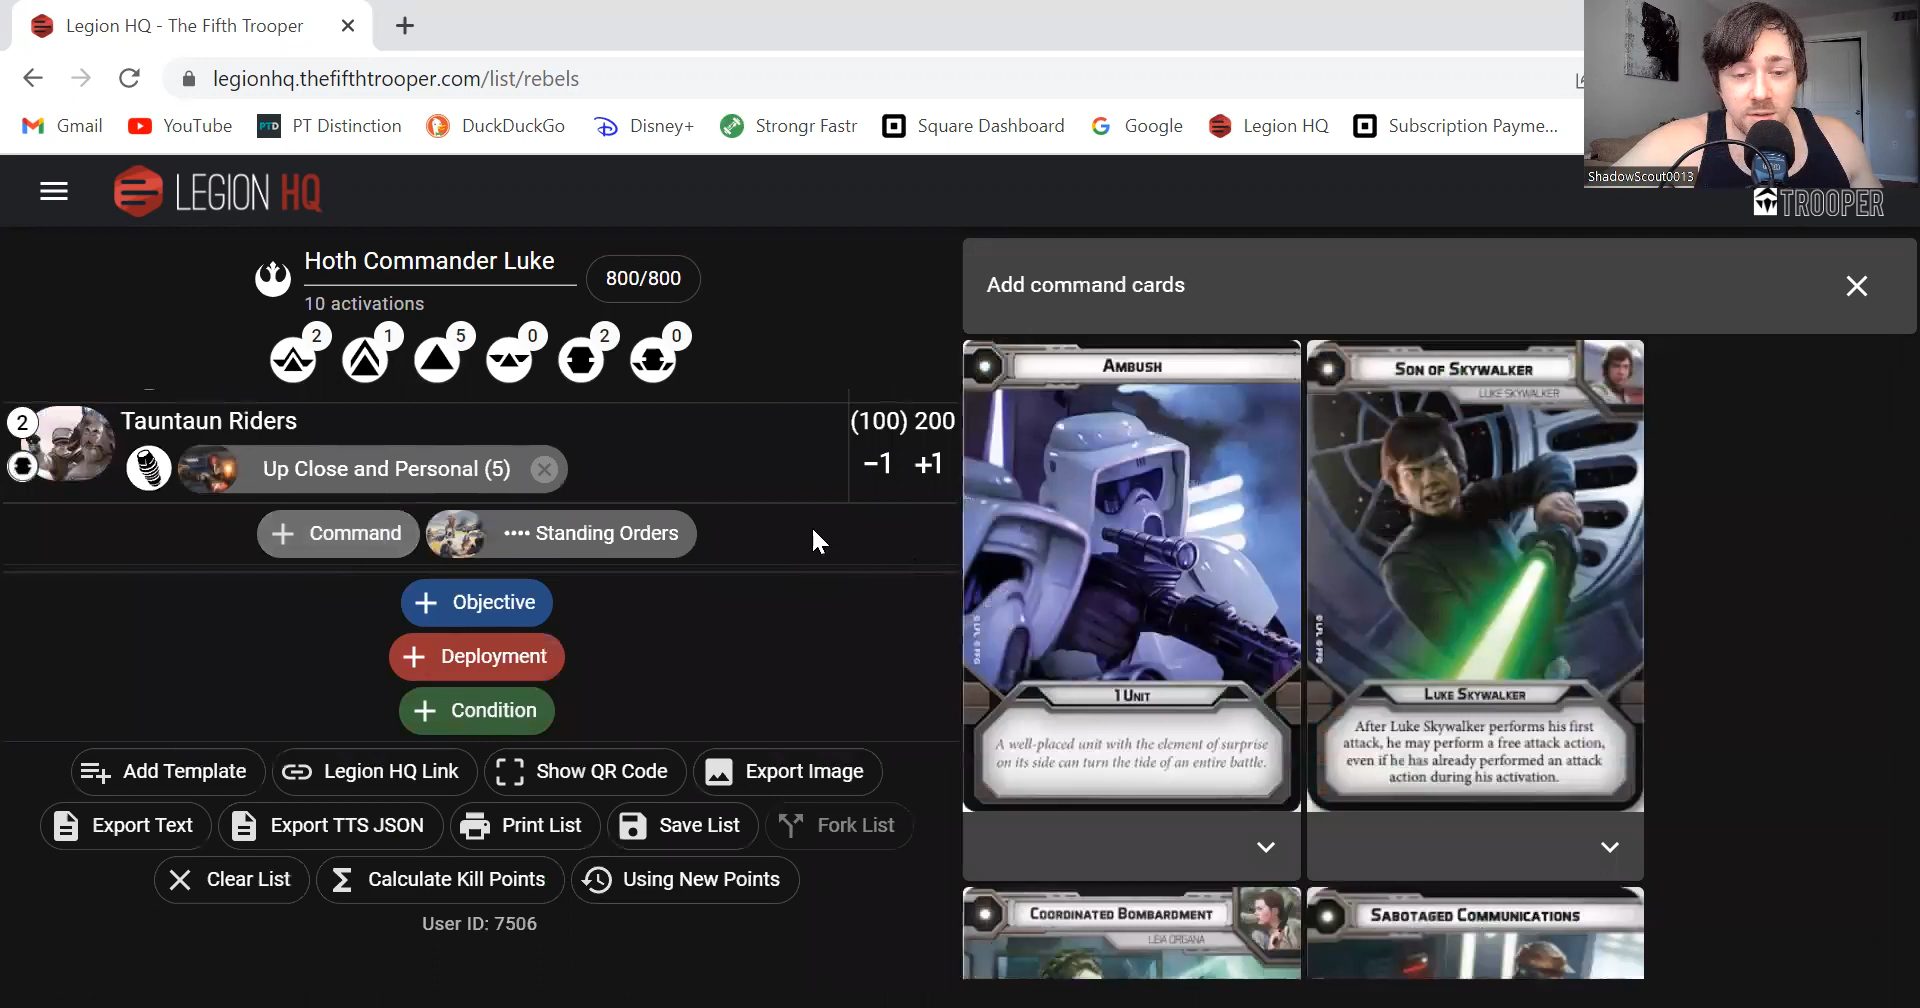 Legion HQ - The Fifth Trooper
legionhq.thefifthtrooper.com/list/rebels
Gmail
YouTube
PTD
PT Distinction
DuckDuckGo
Disney+
Strongr Fastr
Square Dashboard
Google
Legion HQ
Subscription Payme...
ShadowScout0013
TROOPER
LEGION HQ
Hoth Commander Luke
800/800
10 activations
2
1
5
0
2
0
2
Tauntaun Riders
(100) 200
Up Close and Personal (5)
−1 +1
+ Command
•••• Standing Orders
+ Objective
+ Deployment
+ Condition
Add Template
Legion HQ Link
Show QR Code
Export Image
Export Text
Export TTS JSON
Print List
Save List
Fork List
Clear List
Calculate Kill Points
Using New Points
User ID: 7506
Add command cards
AMBUSH
1 UNIT
A well-placed unit with the element of surprise
on its side can turn the tide of an entire battle.
SON OF SKYWALKER
LUKE SKYWALKER
LUKE SKYWALKER
After Luke Skywalker performs his first
attack, he may perform a free attack action,
even if he has already performed an attack
action during his activation.
COORDINATED BOMBARDMENT
LEIA ORGANA
SABOTAGED COMMUNICATIONS